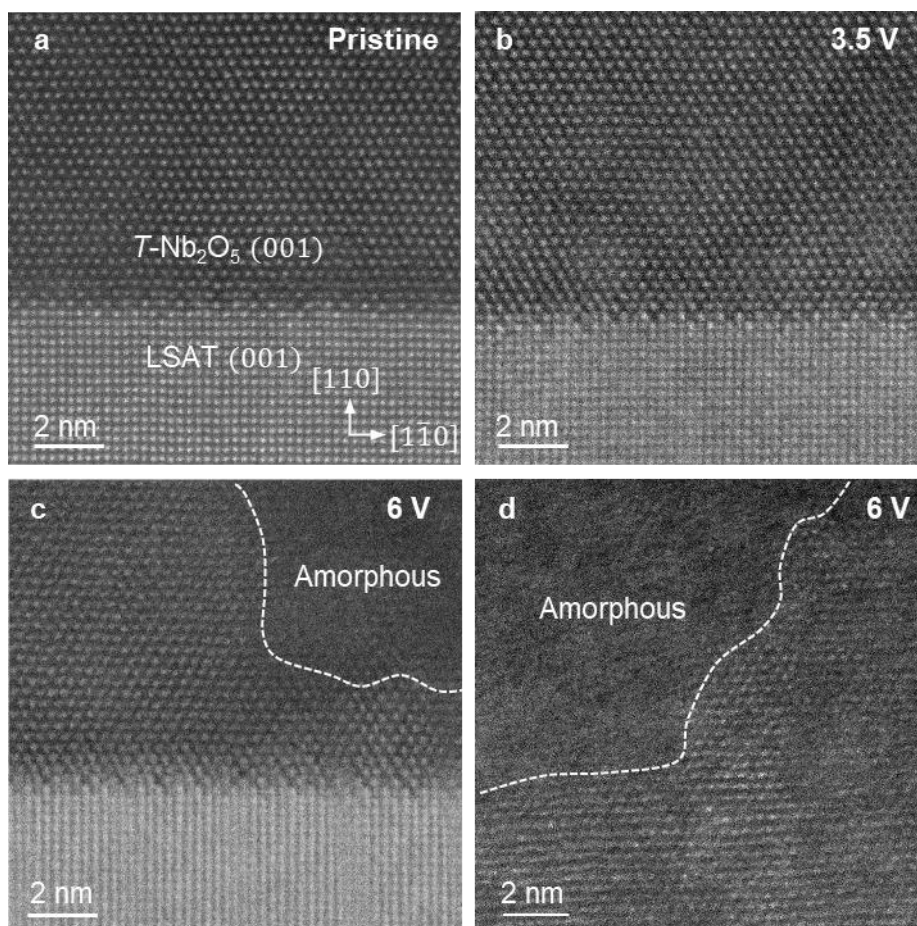 a
Pristine
T-Nb₂O₅ (001)
LSAT (001)
[110]
[11̄0]
2 nm
b
3.5 V
2 nm
c
6 V
Amorphous
2 nm
d
6 V
Amorphous
2 nm